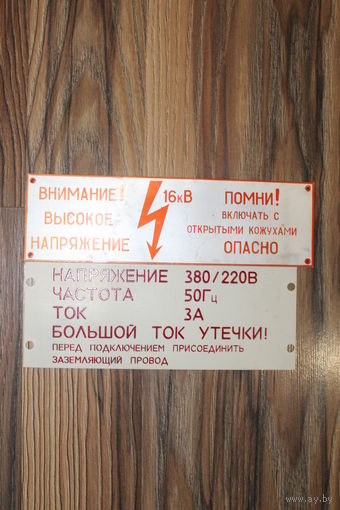 ВНИМАНИЕ! 16кВ ПОМНИ!
ВЫСОКОЕ ВКЛЮЧАТЬ С
НАПРЯЖЕНИЕ ОТКРЫТЫМИ КОЖУХАМИ
ОПАСНО
НАПРЯЖЕНИЕ 380/220В
ЧАСТОТА 50Гц
ТОК 3А
БОЛЬШОЙ ТОК УТЕЧКИ!
ПЕРЕД ПОДКЛЮЧЕНИЕМ ПРИСОЕДИНИТЬ
ЗАЗЕМЛЯЮЩИЙ ПРОВОД
www.ay.by